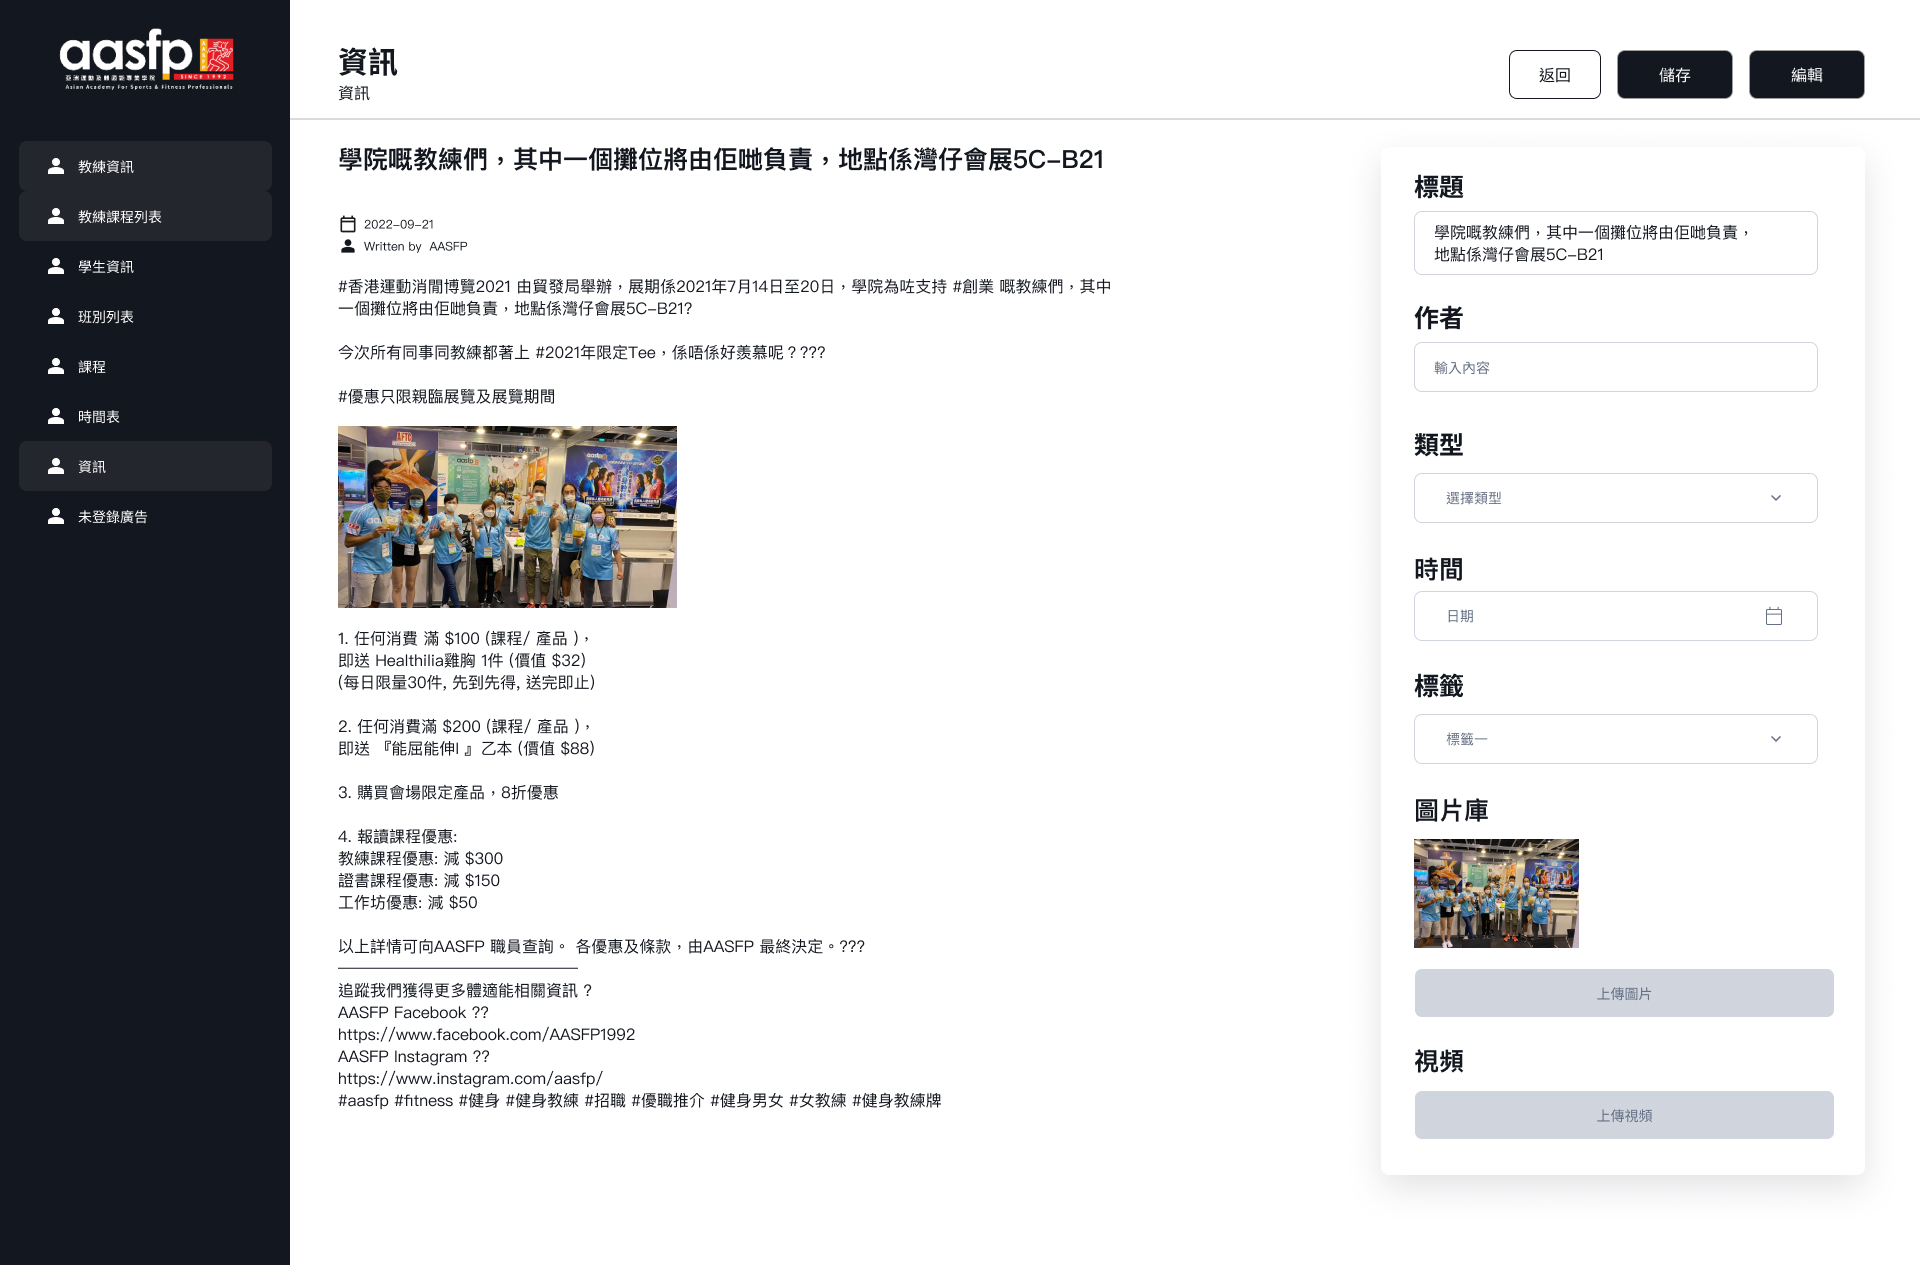 aasfp
AASFP
SINCE 1992
亞洲運動及體適能專業學院
Asian Academy For Sports & Fitness Professionals
教練資訊
教練課程列表
學生資訊
班別列表
課程
時間表
資訊
未登錄廣告
資訊
資訊
返回
儲存
編輯
學院嘅教練們，其中一個攤位將由佢哋負責，地點係灣仔會展5C-B21
2022-09-21
Written by AASFP
#香港運動消閒博覽2021 由貿發局舉辦，展期係2021年7月14日至20日，學院為咗支持 #創業 嘅教練們，其中
一個攤位將由佢哋負責，地點係灣仔會展5C-B21?
今次所有同事同教練都著上 #2021年限定Tee，係唔係好羨慕呢？???
#優惠只限親臨展覽及展覽期間
AFTC
aasfp
1. 任何消費 滿 $100 (課程/ 產品 )，
即送 Healthilia雞胸 1件 (價值 $32)
(每日限量30件, 先到先得, 送完即止)
2. 任何消費滿 $200 (課程/ 產品 )，
即送 『能屈能伸I 』乙本 (價值 $88)
3. 購買會場限定產品，8折優惠
4. 報讀課程優惠:
教練課程優惠: 減 $300
證書課程優惠: 減 $150
工作坊優惠: 減 $50
以上詳情可向AASFP 職員查詢。 各優惠及條款，由AASFP 最終決定。???
————————————————
追蹤我們獲得更多體適能相關資訊？
AASFP Facebook ??
https://www.facebook.com/AASFP1992
AASFP Instagram ??
https://www.instagram.com/aasfp/
#aasfp #fitness #健身 #健身教練 #招職 #優職推介 #健身男女 #女教練 #健身教練牌
標題
學院嘅教練們，其中一個攤位將由佢哋負責，
地點係灣仔會展5C-B21
作者
輸入內容
類型
選擇類型
時間
日期
標籤
標籤一
圖片庫
上傳圖片
視頻
上傳視頻